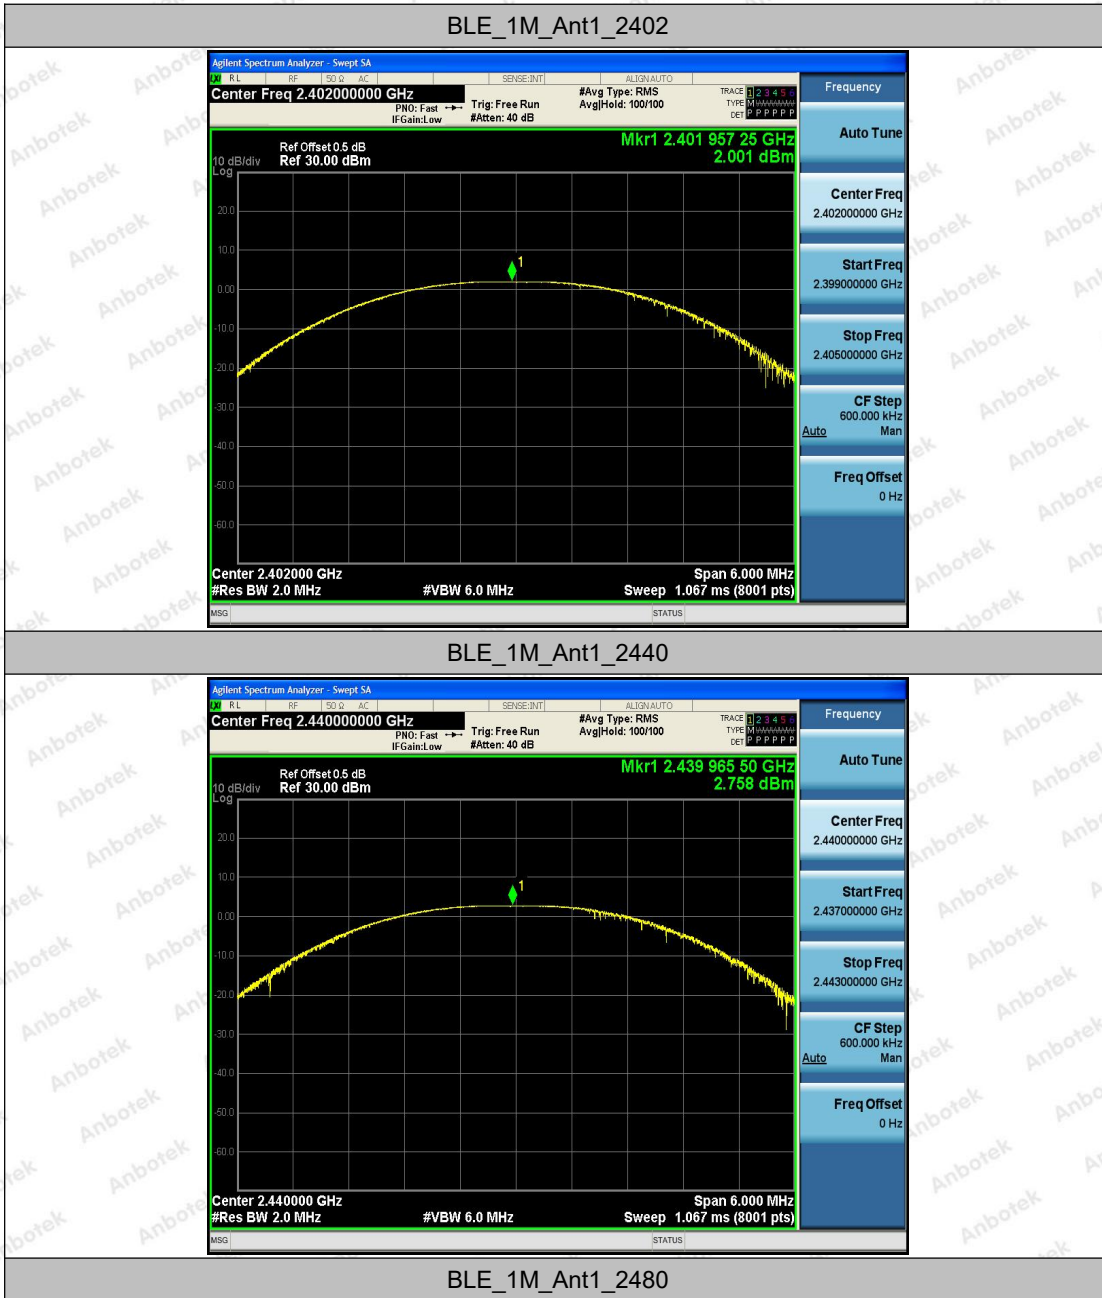 BLE_1M_Ant1_2402
Agilent Spectrum Analyzer - Swept SA
LXI RL RF 50 Ω AC SENSE:INT ALIGNAUTO
Center Freq 2.402000000 GHz
PNO: Fast
IFGain:Low
Trig: Free Run
#Atten: 40 dB
#Avg Type: RMS
Avg|Hold: 100/100
TRACE 1 2 3 4 5 6
TYPE M
DET P P P P P P
Mkr1 2.401 957 25 GHz
2.001 dBm
Ref Offset 0.5 dB
10 dB/div Ref 30.00 dBm
Log
20.0
10.0
0.00
-10.0
-20.0
-30.0
-40.0
-50.0
-60.0
1
Center 2.402000 GHz Span 6.000 MHz
#Res BW 2.0 MHz #VBW 6.0 MHz Sweep 1.067 ms (8001 pts)
MSG STATUS
Frequency
Auto Tune
Center Freq
2.402000000 GHz
Start Freq
2.399000000 GHz
Stop Freq
2.405000000 GHz
CF Step
600.000 kHz
Auto Man
Freq Offset
0 Hz
BLE_1M_Ant1_2440
Agilent Spectrum Analyzer - Swept SA
LXI RL RF 50 Ω AC SENSE:INT ALIGNAUTO
Center Freq 2.440000000 GHz
PNO: Fast
IFGain:Low
Trig: Free Run
#Atten: 40 dB
#Avg Type: RMS
Avg|Hold: 100/100
TRACE 1 2 3 4 5 6
TYPE M
DET P P P P P P
Mkr1 2.439 965 50 GHz
2.758 dBm
Ref Offset 0.5 dB
10 dB/div Ref 30.00 dBm
Log
20.0
10.0
0.00
-10.0
-20.0
-30.0
-40.0
-50.0
-60.0
1
Center 2.440000 GHz Span 6.000 MHz
#Res BW 2.0 MHz #VBW 6.0 MHz Sweep 1.067 ms (8001 pts)
MSG STATUS
Frequency
Auto Tune
Center Freq
2.440000000 GHz
Start Freq
2.437000000 GHz
Stop Freq
2.443000000 GHz
CF Step
600.000 kHz
Auto Man
Freq Offset
0 Hz
BLE_1M_Ant1_2480
Anbotek